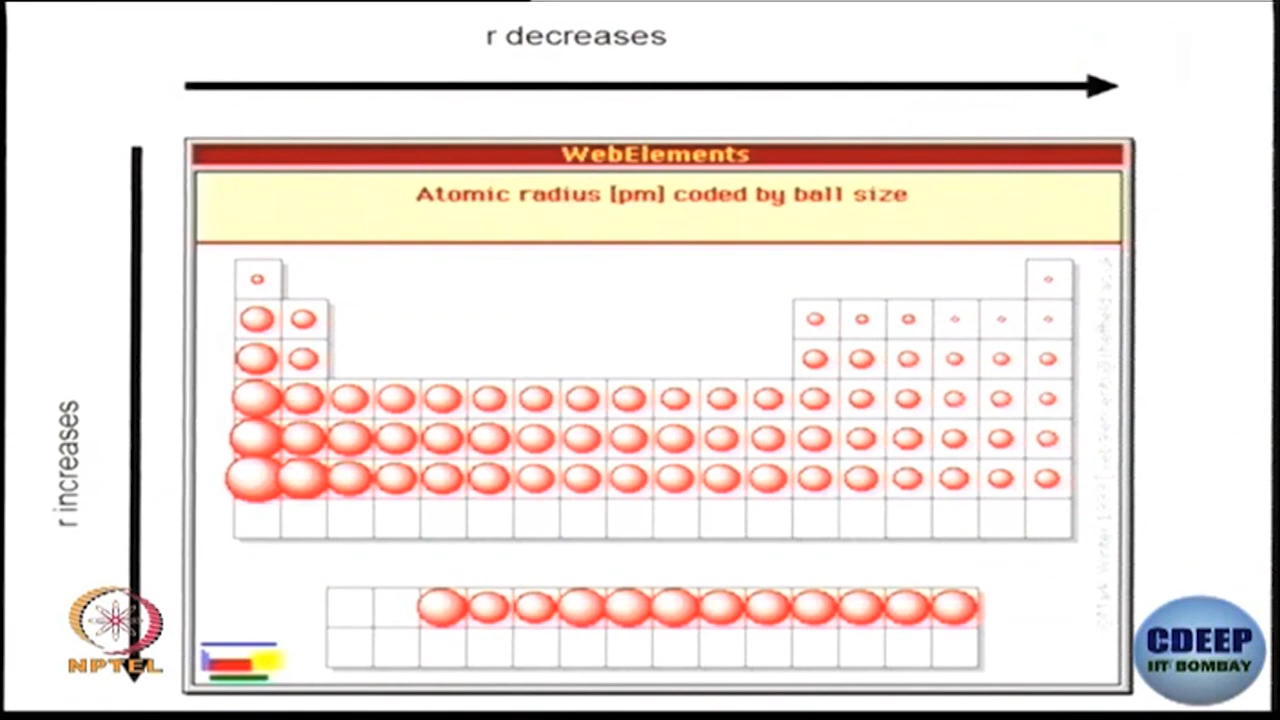 r decreases
WebElements
Atomic radius [pm] coded by ball size
r increases
NPTEL
CDEEP
IIT BOMBAY